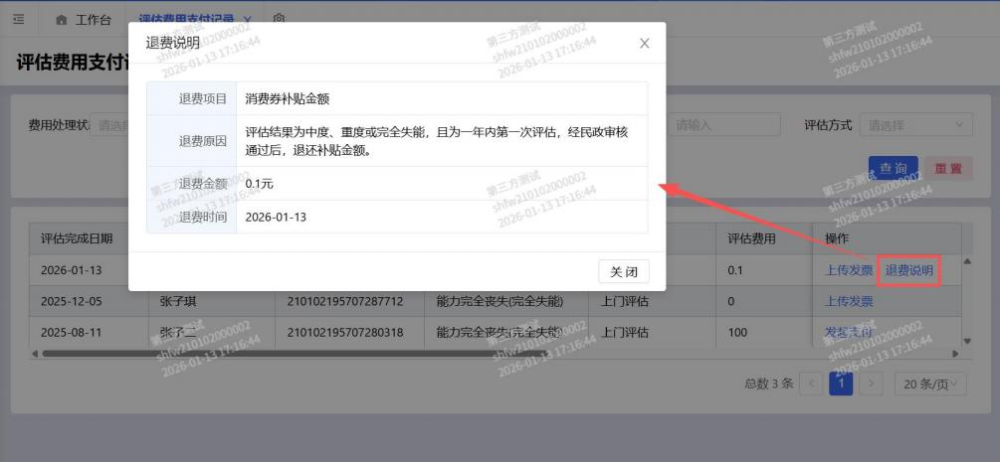 工作台
评估费用支付记录 X
评估费用支付
退费说明
X
退费项目 消费券补贴金额
退费原因 评估结果为中度、重度或完全失能，且为一年内第一次评估，经民政审核
通过后，退还补贴金额。
退费金额 0.1元
退费时间 2026-01-13
关 闭
费用处理状 请选择
请输入
评估方式 请选择
查 询 重 置
评估完成日期 评估费用 操作
2026-01-13 0.1 上传发票 退费说明
2025-12-05 张子琪 210102195707287712 能力完全丧失(完全失能) 上门评估 0 上传发票
2025-08-11 张子二 210102195707280318 能力完全丧失(完全失能) 上门评估 100 发起支付
总数 3 条 < 1 > 20 条/页
第三方测试
shfw210102000002
2026-01-13 17:16:44